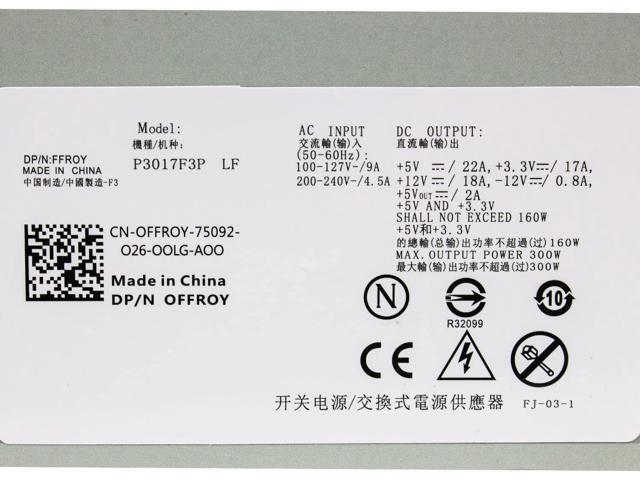 Model:
機種/机种:
P3017F3P LF
DP/N:FFROY
MADE IN CHINA
中国制造/中國製造-F3
CN-OFFROY-75092-
O26-OOLG-AOO
Made in China
DP/N OFFROY
AC INPUT
交流輸(输)入
(50-60Hz):
100-127V~/9A
200-240V~/4.5A
DC OUTPUT:
直流輸(输)出
+5V ⎓/ 22A, +3.3V⎓/ 17A,
+12V ⎓/ 18A, -12V⎓/ 0.8A,
+5VOUT ⎓/ 2A
+5V AND +3.3V
SHALL NOT EXCEED 160W
+5V和+3.3V
的總輸(总输)出功率不超過(过)160W
MAX. OUTPUT POWER 300W
最大輸(输)出功率不超過(过)300W
N
10
R32099
CE
开关电源/交換式電源供應器
FJ-03-1